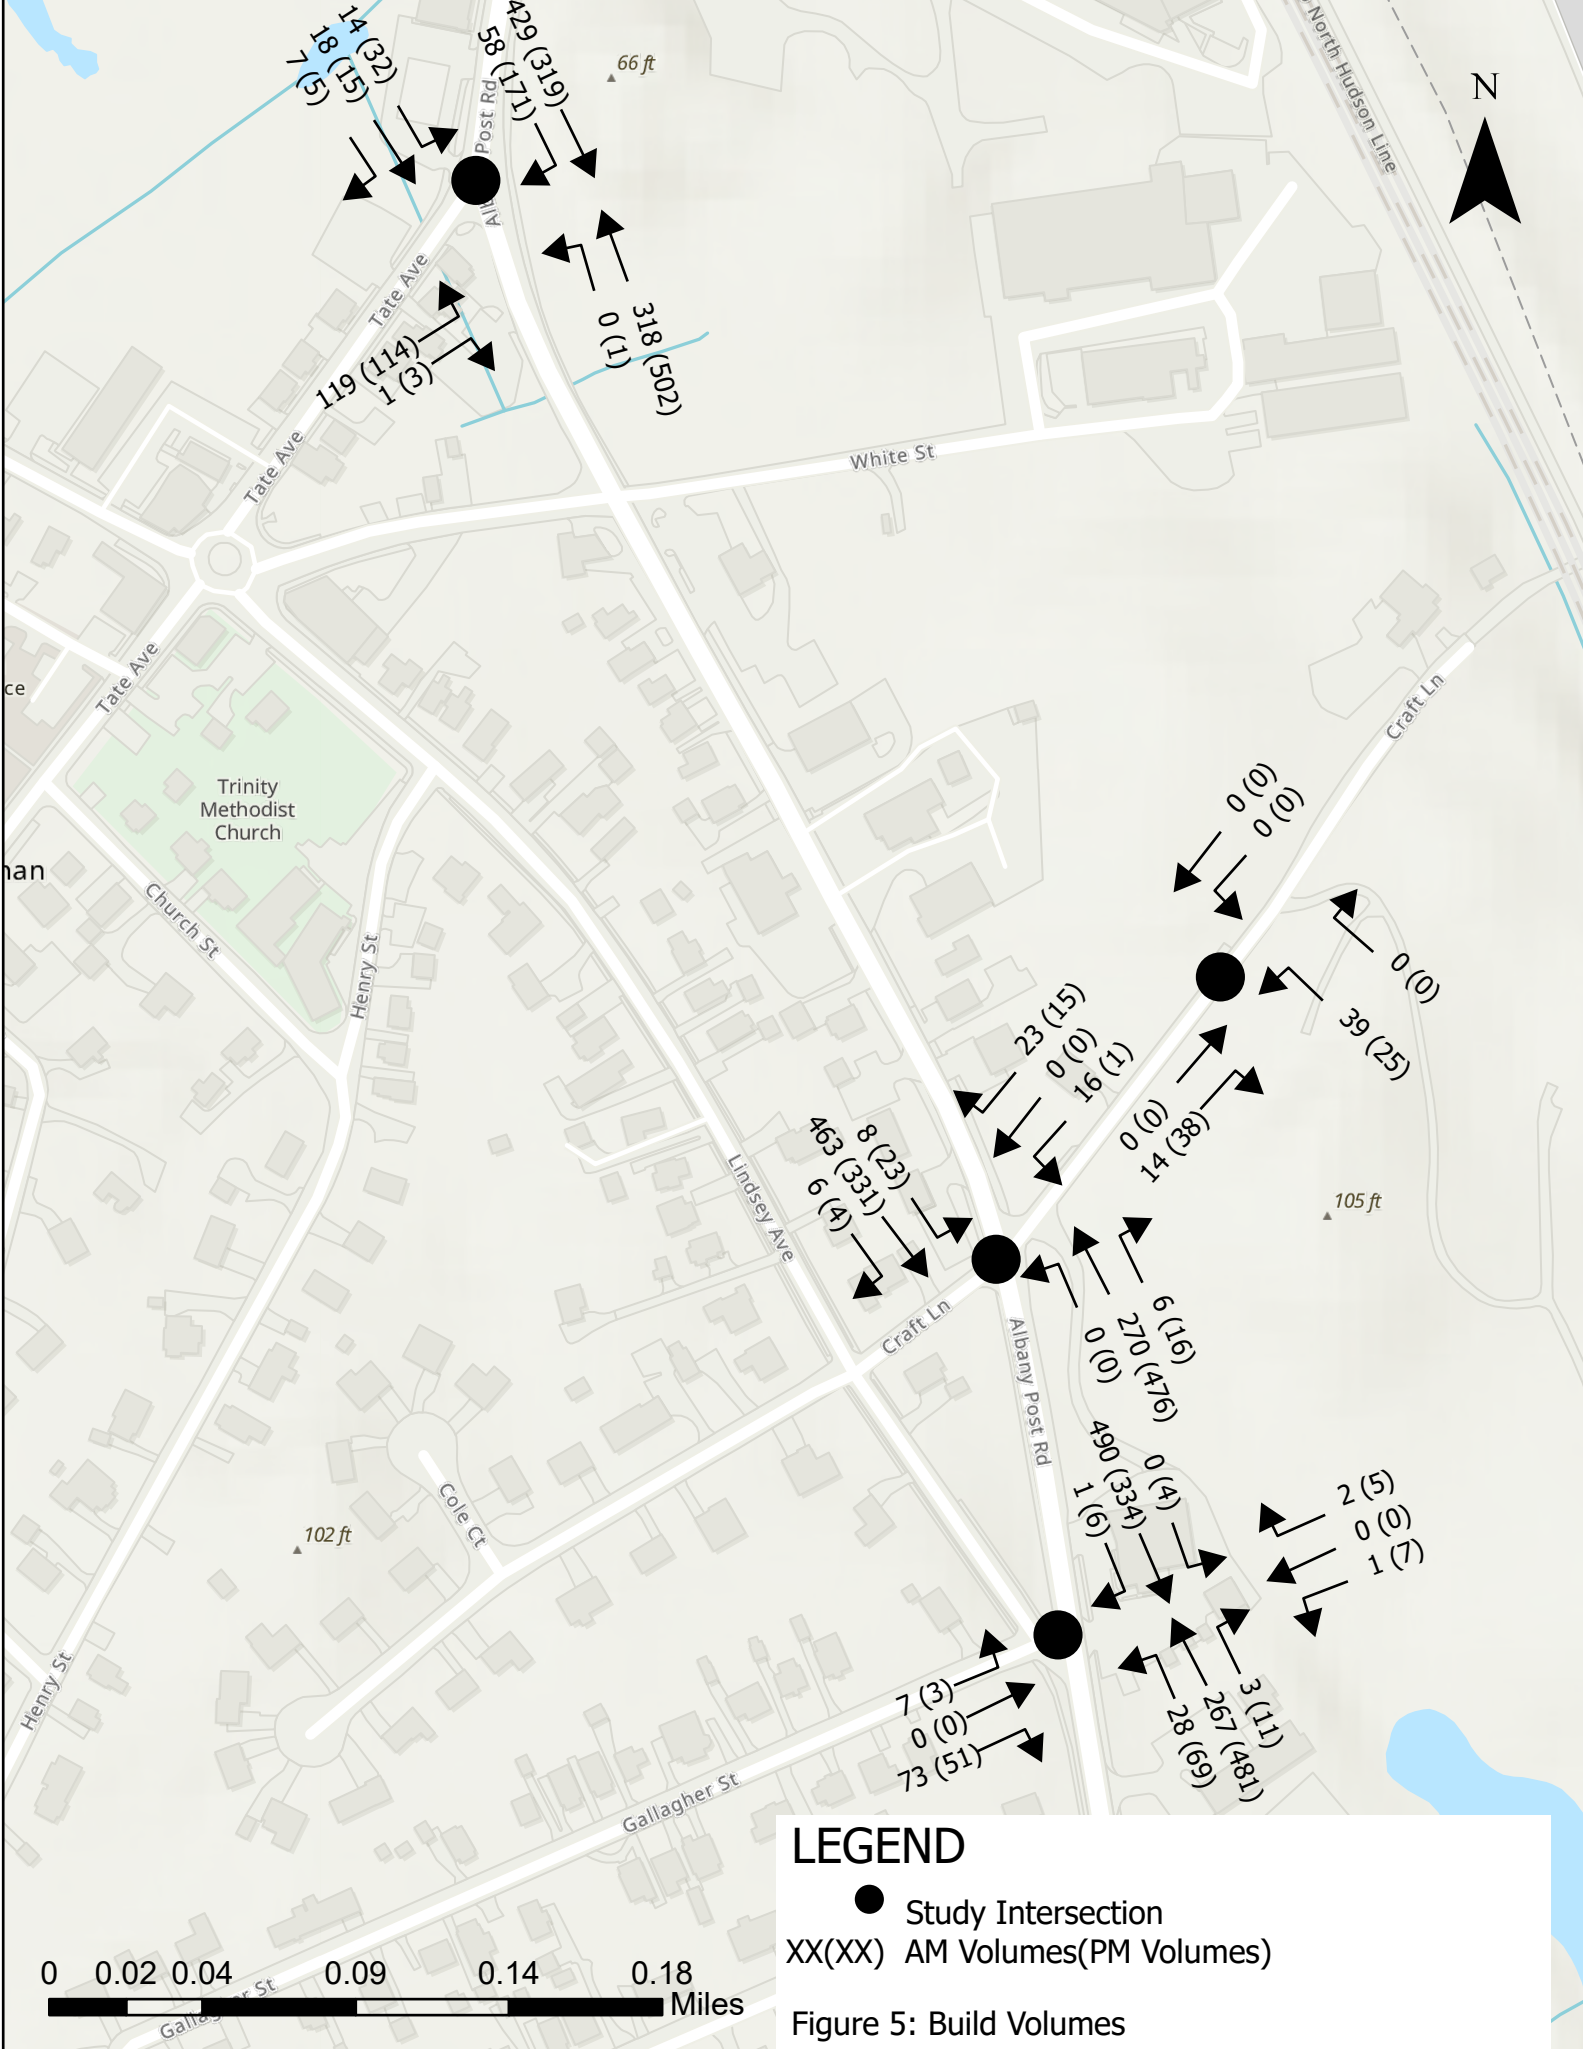 429 (319)
58 (171)
14 (32)
18 (15)
7 (5)
66 ft
North Hudson Line
N
Post Rd
Alb
Tate Ave
119 (114)
1 (3)
0 (1)
318 (502)
White St
Tate Ave
Tate Ave
ce
Trinity
Methodist
Church
Craft Ln
0 (0)
0 (0)
Church St
Henry St
0 (0)
39 (25)
23 (15)
0 (0)
16 (1)
0 (0)
14 (38)
8 (23)
463 (331)
6 (4)
Lindsey Ave
105 ft
Craft Ln
Albany Post Rd
6 (16)
270 (476)
0 (0)
0 (4)
490 (334)
1 (6)
2 (5)
0 (0)
1 (7)
Cole Ct
102 ft
Henry St
7 (3)
0 (0)
73 (51)
3 (11)
267 (481)
28 (69)
Gallagher St
LEGEND
Study Intersection
XX(XX) AM Volumes(PM Volumes)
Figure 5: Build Volumes
0 0.02 0.04 0.09 0.14 0.18
Miles
Gallagher St